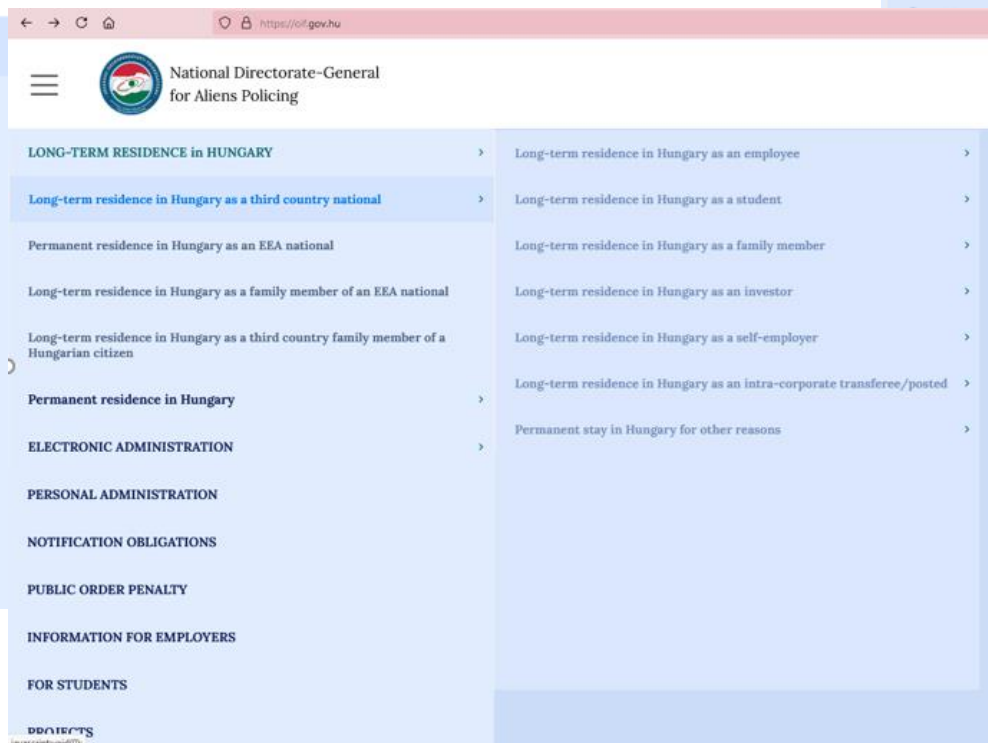 https://oif.gov.hu
National Directorate-General
for Aliens Policing
LONG-TERM RESIDENCE in HUNGARY
Long-term residence in Hungary as a third country national
Permanent residence in Hungary as an EEA national
Long-term residence in Hungary as a family member of an EEA national
Long-term residence in Hungary as a third country family member of a
Hungarian citizen
Permanent residence in Hungary
ELECTRONIC ADMINISTRATION
PERSONAL ADMINISTRATION
NOTIFICATION OBLIGATIONS
PUBLIC ORDER PENALTY
INFORMATION FOR EMPLOYERS
FOR STUDENTS
PROJECTS
Long-term residence in Hungary as an employee
Long-term residence in Hungary as a student
Long-term residence in Hungary as a family member
Long-term residence in Hungary as an investor
Long-term residence in Hungary as a self-employer
Long-term residence in Hungary as an intra-corporate transferee/posted
Permanent stay in Hungary for other reasons